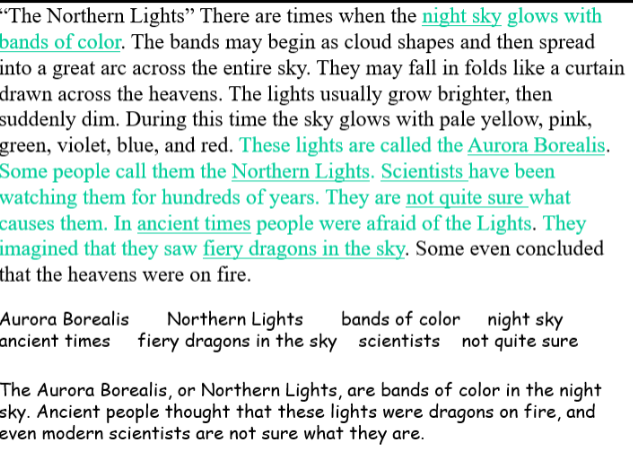 “The Northern Lights” There are times when the night sky glows with
bands of color. The bands may begin as cloud shapes and then spread
into a great arc across the entire sky. They may fall in folds like a curtain
drawn across the heavens. The lights usually grow brighter, then
suddenly dim. During this time the sky glows with pale yellow, pink,
green, violet, blue, and red. These lights are called the Aurora Borealis.
Some people call them the Northern Lights. Scientists have been
watching them for hundreds of years. They are not quite sure what
causes them. In ancient times people were afraid of the Lights. They
imagined that they saw fiery dragons in the sky. Some even concluded
that the heavens were on fire.
Aurora Borealis Northern Lights bands of color night sky
ancient times fiery dragons in the sky scientists not quite sure
The Aurora Borealis, or Northern Lights, are bands of color in the night
sky. Ancient people thought that these lights were dragons on fire, and
even modern scientists are not sure what they are.